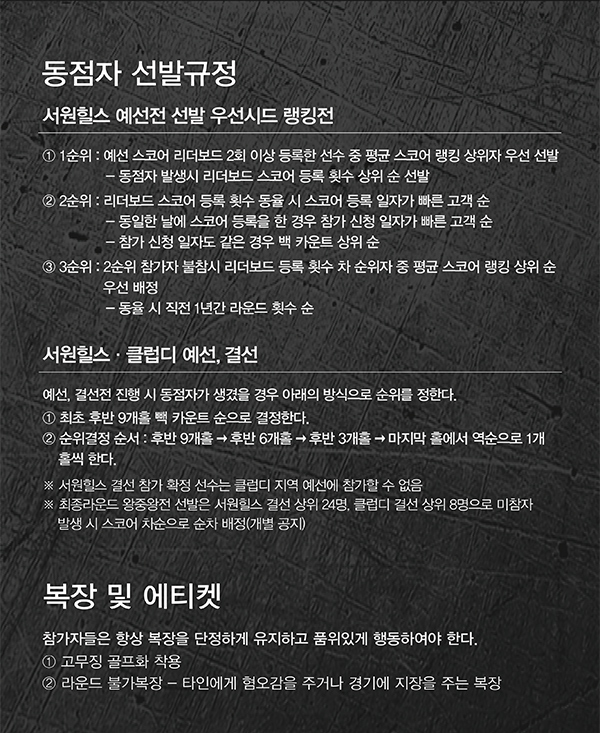 동점자 선발규정
서원힐스 예선전 선발 우선시드 랭킹전
① 1순위 : 예선 스코어 리더보드 2회 이상 등록한 선수 중 평균 스코어 랭킹 상위자 우선 선발
– 동점자 발생시 리더보드 스코어 등록 횟수 상위 순 선발
② 2순위 : 리더보드 스코어 등록 횟수 동율 시 스코어 등록 일자가 빠른 고객 순
– 동일한 날에 스코어 등록을 한 경우 참가 신청 일자가 빠른 고객 순
– 참가 신청 일자도 같은 경우 백 카운트 상위 순
③ 3순위 : 2순위 참가자 불참시 리더보드 등록 횟수 차 순위자 중 평균 스코어 랭킹 상위 순
우선 배정
– 동율 시 직전 1년간 라운드 횟수 순
서원힐스 · 클럽디 예선, 결선
예선, 결선전 진행 시 동점자가 생겼을 경우 아래의 방식으로 순위를 정한다.
① 최초 후반 9개홀 빽 카운트 순으로 결정한다.
② 순위결정 순서 : 후반 9개홀 → 후반 6개홀 → 후반 3개홀 → 마지막 홀에서 역순으로 1개
홀씩 한다.
※ 서원힐스 결선 참가 확정 선수는 클럽디 지역 예선에 참가할 수 없음
※ 최종라운드 왕중왕전 선발은 서원힐스 결선 상위 24명, 클럽디 결선 상위 8명으로 미참자
발생 시 스코어 차순으로 순차 배정(개별 공지)
복장 및 에티켓
참가자들은 항상 복장을 단정하게 유지하고 품위있게 행동하여야 한다.
① 고무징 골프화 착용
② 라운드 불가복장 – 타인에게 혐오감을 주거나 경기에 지장을 주는 복장